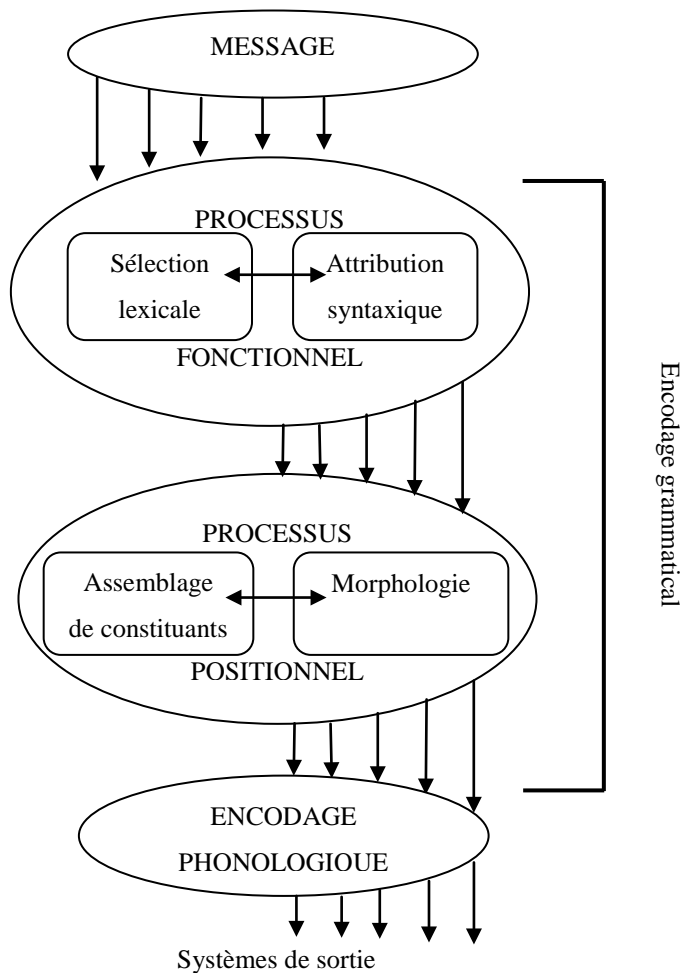 MESSAGE
PROCESSUS
Sélection
lexicale
Attribution
syntaxique
FONCTIONNEL
Encodage grammatical
PROCESSUS
Assemblage
de constituants
Morphologie
POSITIONNEL
ENCODAGE
PHONOLOGIOUE
Systèmes de sortie